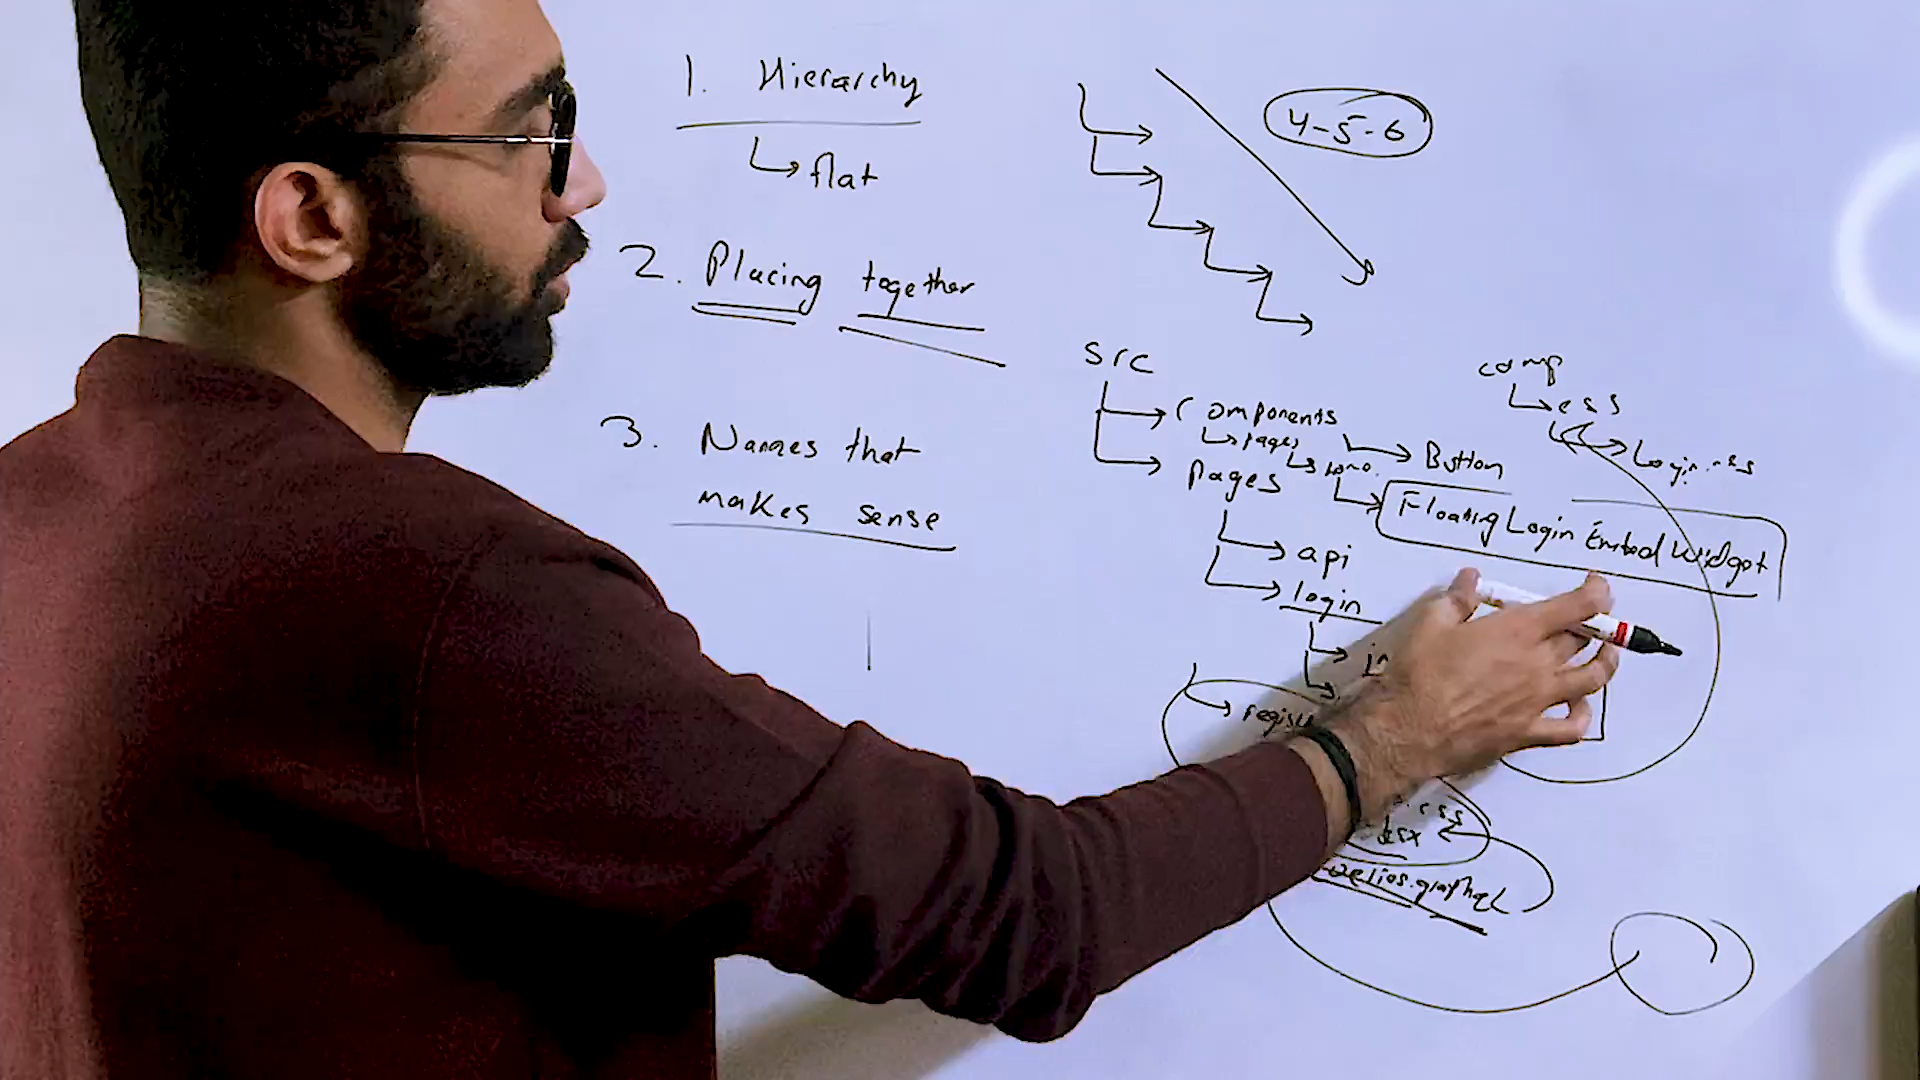 1. Hierarchy
flat
2. Placing together
3. Names that
makes sense
4-5-6
src
Components
pages
Button
Floating Login Embed Widget
pages
api
login
comp
css
Login.css
.css